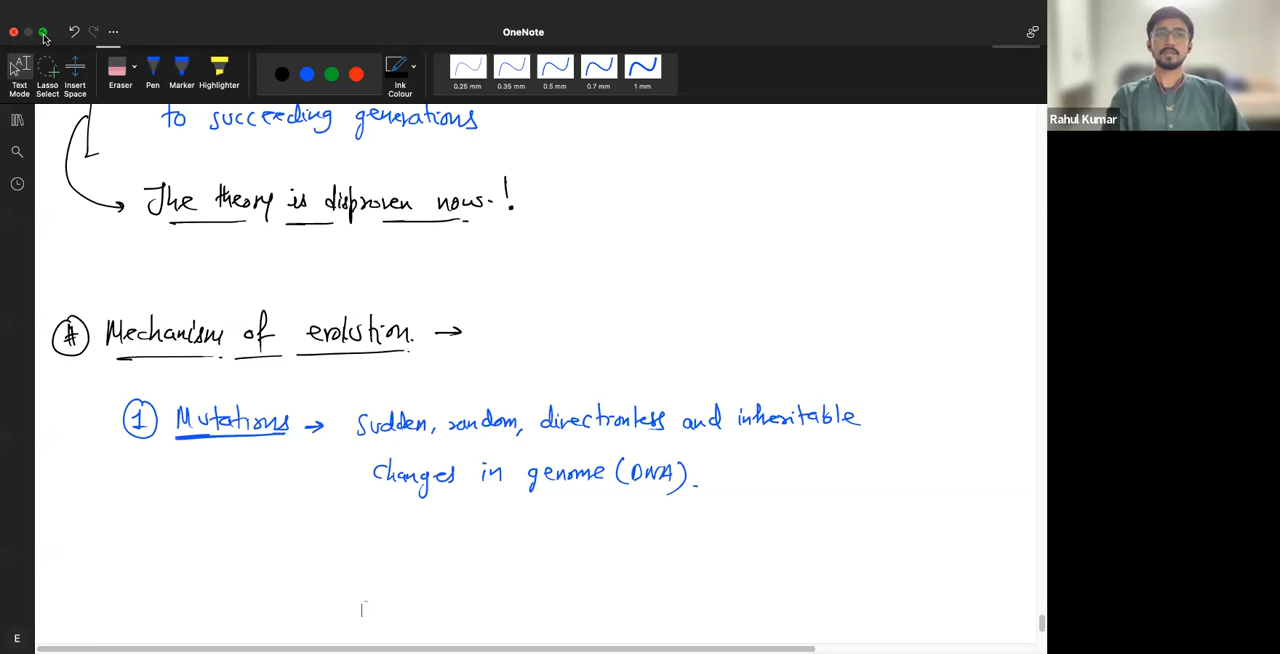 OneNote
Text Mode
Lasso Select
Insert Space
Eraser
Pen
Marker
Highlighter
Ink Colour
0.25 mm
0.35 mm
0.5 mm
0.7 mm
1 mm
Rahul Kumar
to succeeding generations
The theory is disproven now.!
# Mechanism of evolution. →
1 Mutations → Sudden, random, directionless and inheritable
changes in genome (DNA).
E